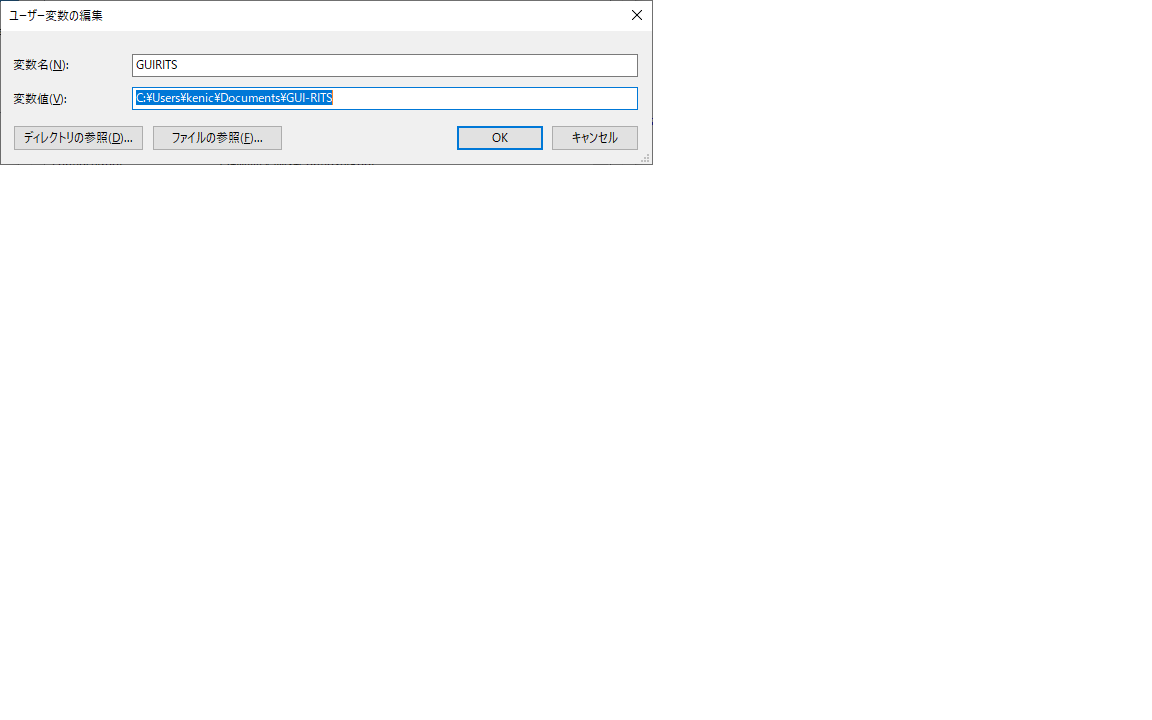 ユーザー変数の編集
変数名(N):
GUIRITS
変数値(V):
C:¥Users¥kenic¥Documents¥GUI-RITS
ディレクトリの参照(D)... ファイルの参照(F)... OK キャンセル